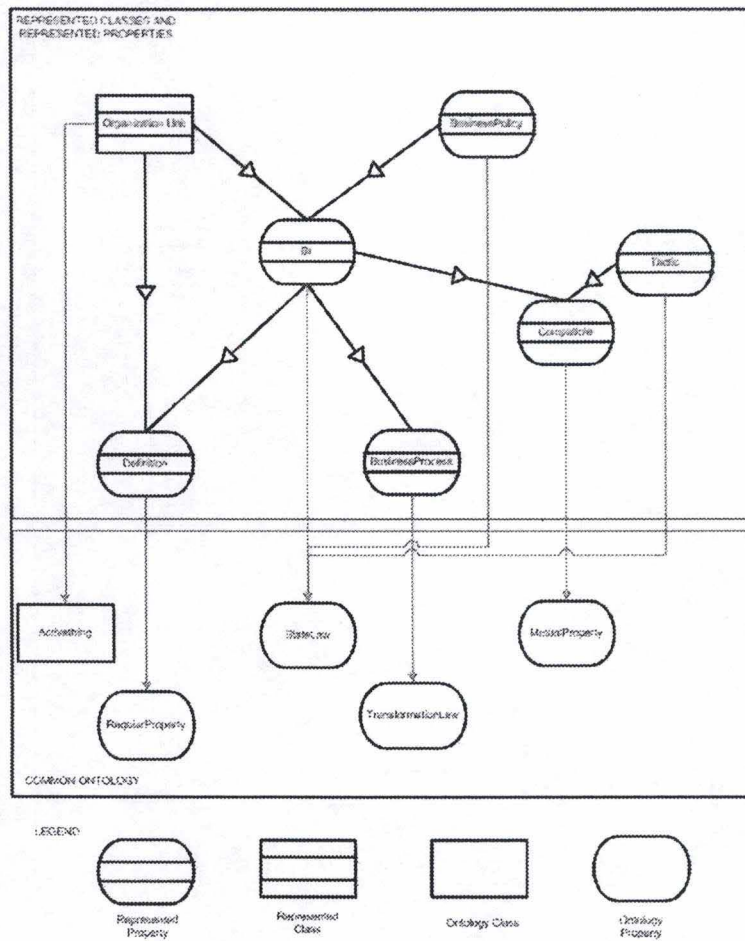 REPRESENTED CLASSES AND
REPRESENTED PROPERTIES
Organization Unit
BusinessPolicy
Br
Tactic
Competitive
Definition
BusinessProcess
ActiveThing
StateLaw
MutualProperty
RegularProperty
TransformationLaw
COMMON ONTOLOGY
LEGEND
Represented
Property
Represented
Class
Ontology Class
Ontology
Property